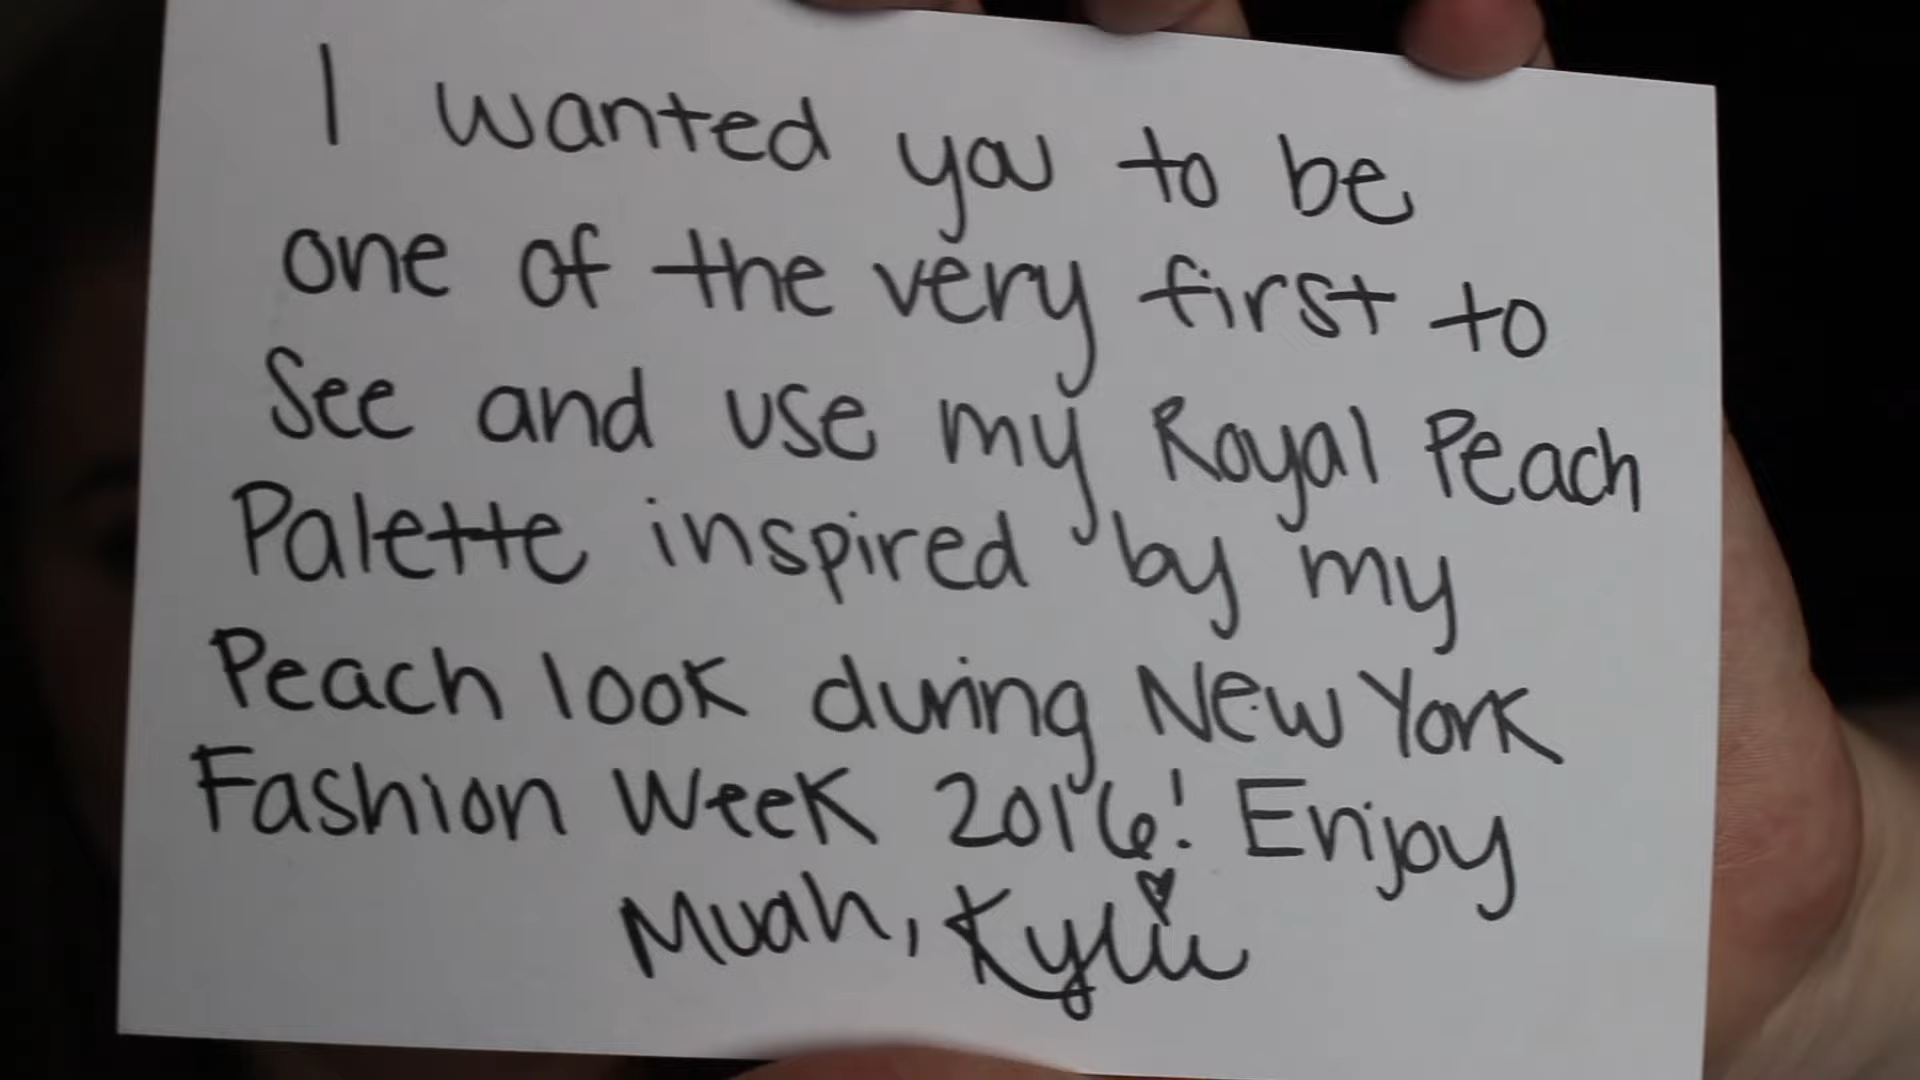 I wanted you to be
one of the very first to
See and use my Royal Peach
Palette inspired by my
Peach look during New York
Fashion Week 2016! Enjoy
Muah, Kylie